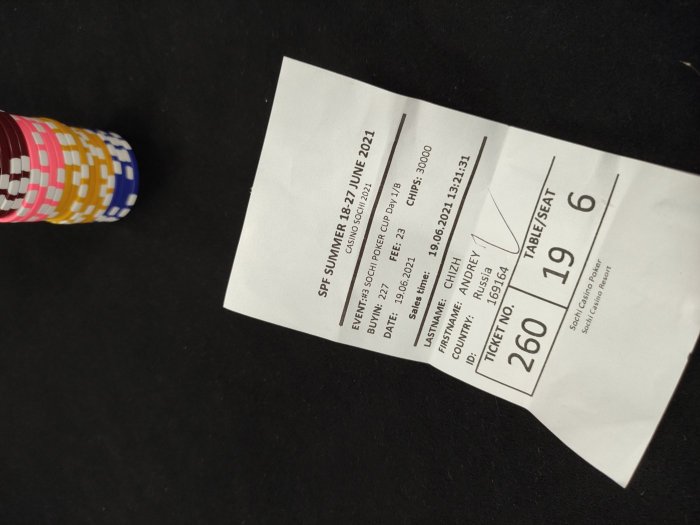 SPF SUMMER 18-27 JUNE 2021
CASINO SOCHI 2021
EVENT:#3 SOCHI POKER CUP Day 1/B
BUYIN: 227 FEE: 23 CHIPS: 30000
DATE: 19.06.2021
Sales time: 19.06.2021 13:21:31
LASTNAME: CHIZH
FIRSTNAME: ANDREY
COUNTRY: Russia
ID: 169164
TICKET NO. TABLE/SEAT
260 19 6
Sochi Casino Poker
Sochi Casino Resort